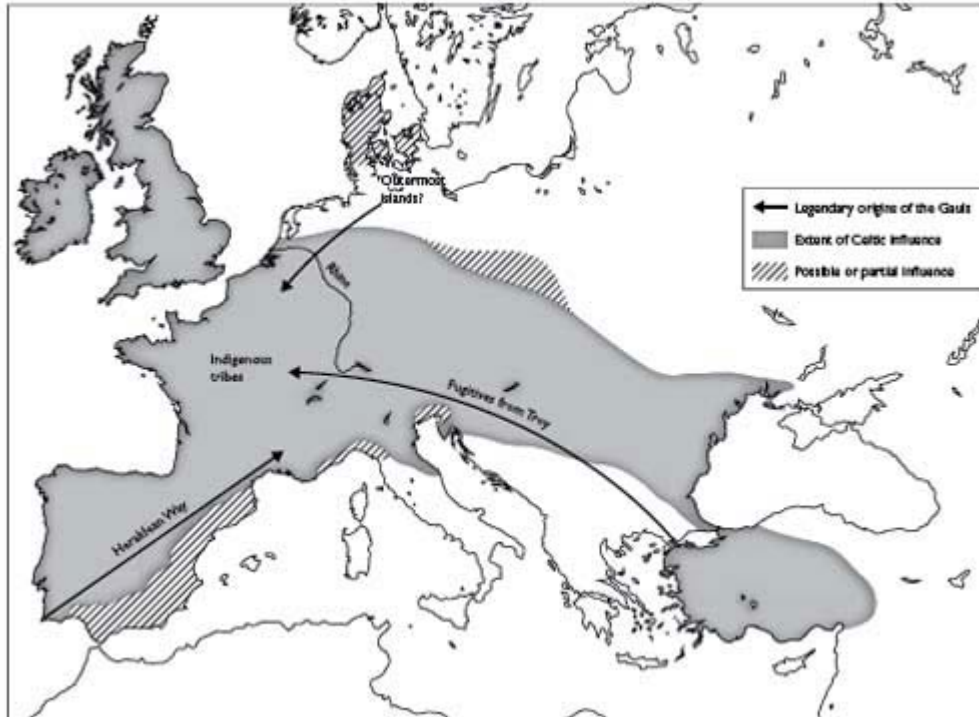 'Outermost
islands?'
Legendary origins of the Gauls
Extent of Celtic influence
Possible or partial influence
Rhine
Indigenous
tribes
Fugitives from Troy
Heraklean Way